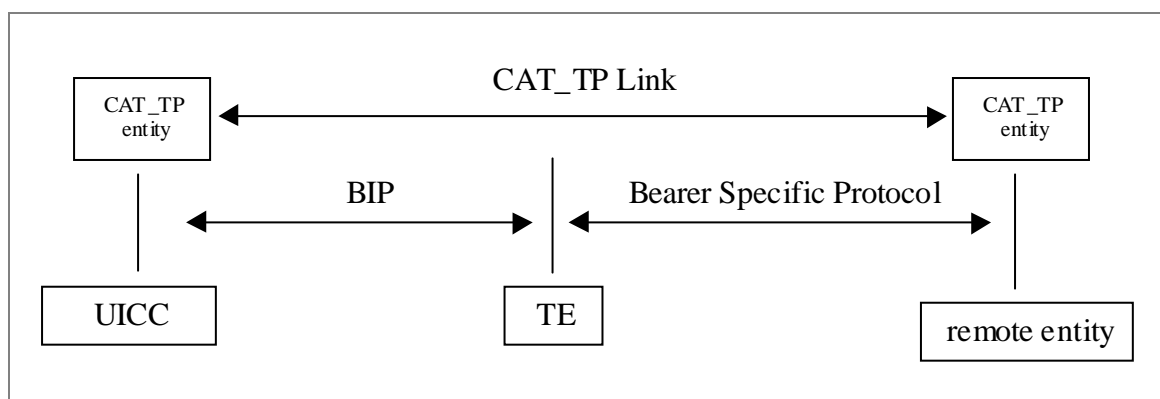 CAT_TP Link
CAT_TP
entity
CAT_TP
entity
BIP
Bearer Specific Protocol
UICC
TE
remote entity